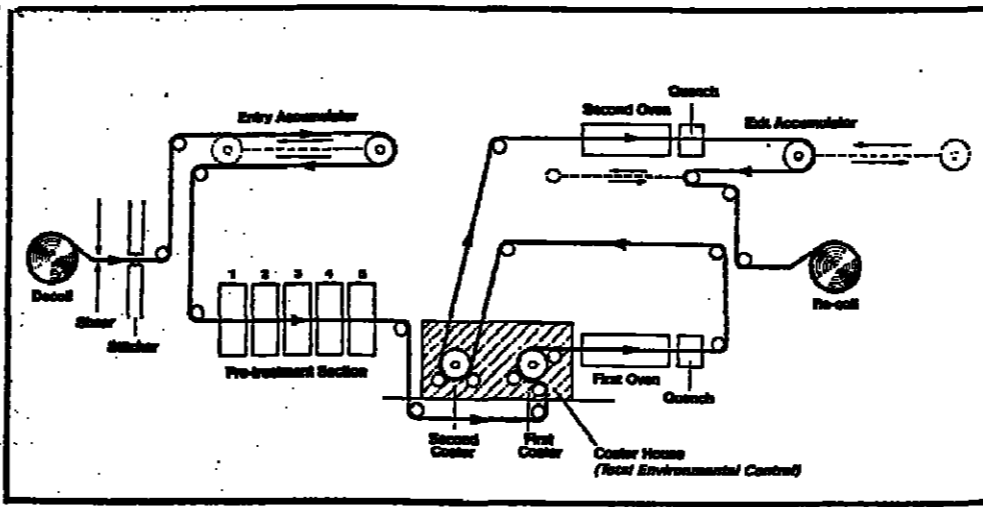 Entry Accumulator
Second Oven
Quench
Exit Accumulator
Decoil
Shear
Stitcher
1 2 3 4 5
Pre-treatment Section
Re-coil
First Oven
Quench
Second
Coater
First
Coater
Coater House
(Total Environmental Control)